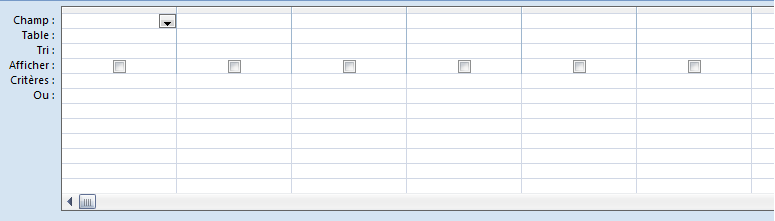 Champ :
Table :
Tri :
Afficher :
Critères :
Ou :